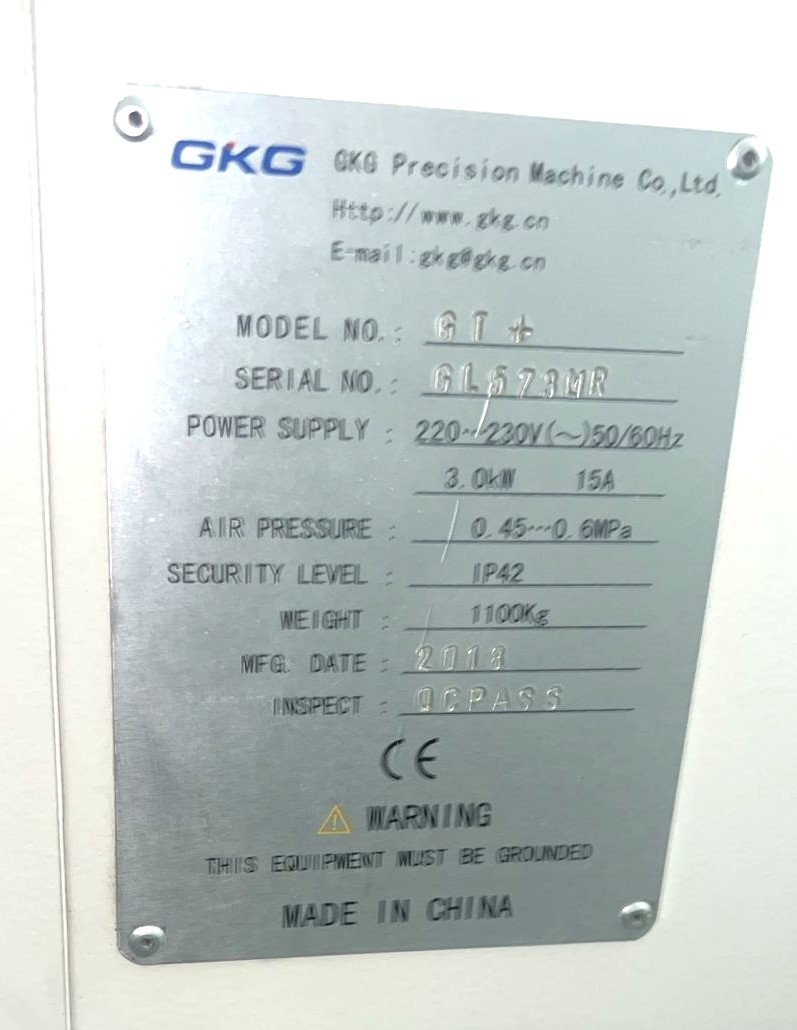 GKG GKG Precision Machine Co.,Ltd.
Http://www.gkg.cn
E-mail:gkg@gkg.cn
MODEL NO.: GT+
SERIAL NO.: GL573MR
POWER SUPPLY : 220~230V(~)50/60Hz
3.0kW 15A
AIR PRESSURE : 0.45~0.6MPa
SECURITY LEVEL : IP42
WEIGHT : 1100Kg
MFG. DATE : 2018
INSPECT : QCPASS
CE
WARNING
THIS EQUIPMENT MUST BE GROUNDED
MADE IN CHINA